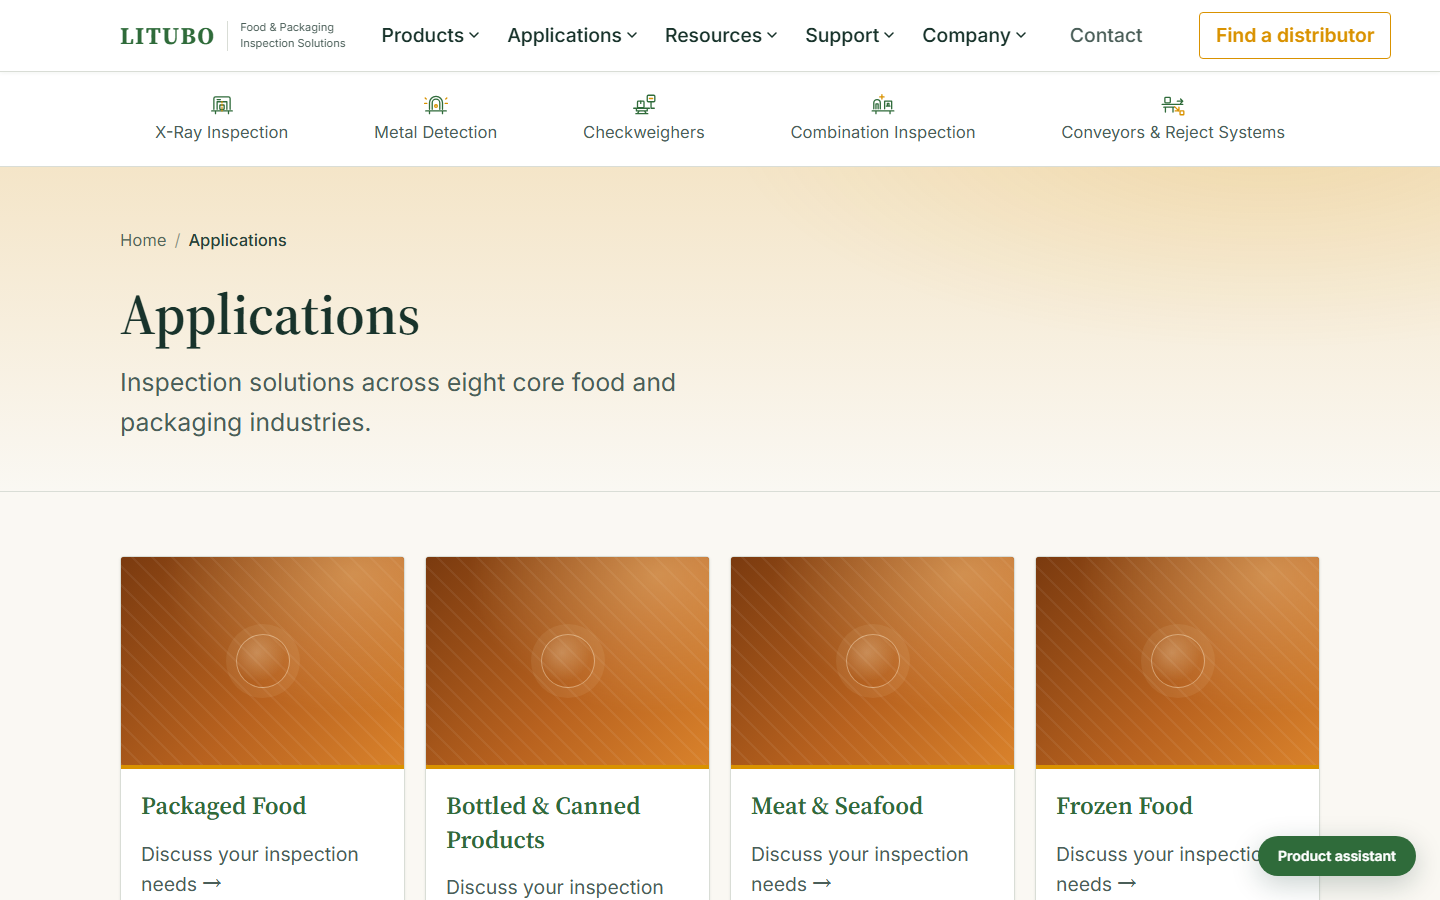 LITUBO
Food & Packaging
Inspection Solutions
Products
Applications
Resources
Support
Company
Contact
Find a distributor
X-Ray Inspection
Metal Detection
Checkweighers
Combination Inspection
Conveyors & Reject Systems
Home / Applications
Applications
Inspection solutions across eight core food and
packaging industries.
Packaged Food
Discuss your inspection
needs →
Bottled & Canned
Products
Discuss your inspection
Meat & Seafood
Discuss your inspection
needs →
Frozen Food
Discuss your inspectio
needs →
Product assistant